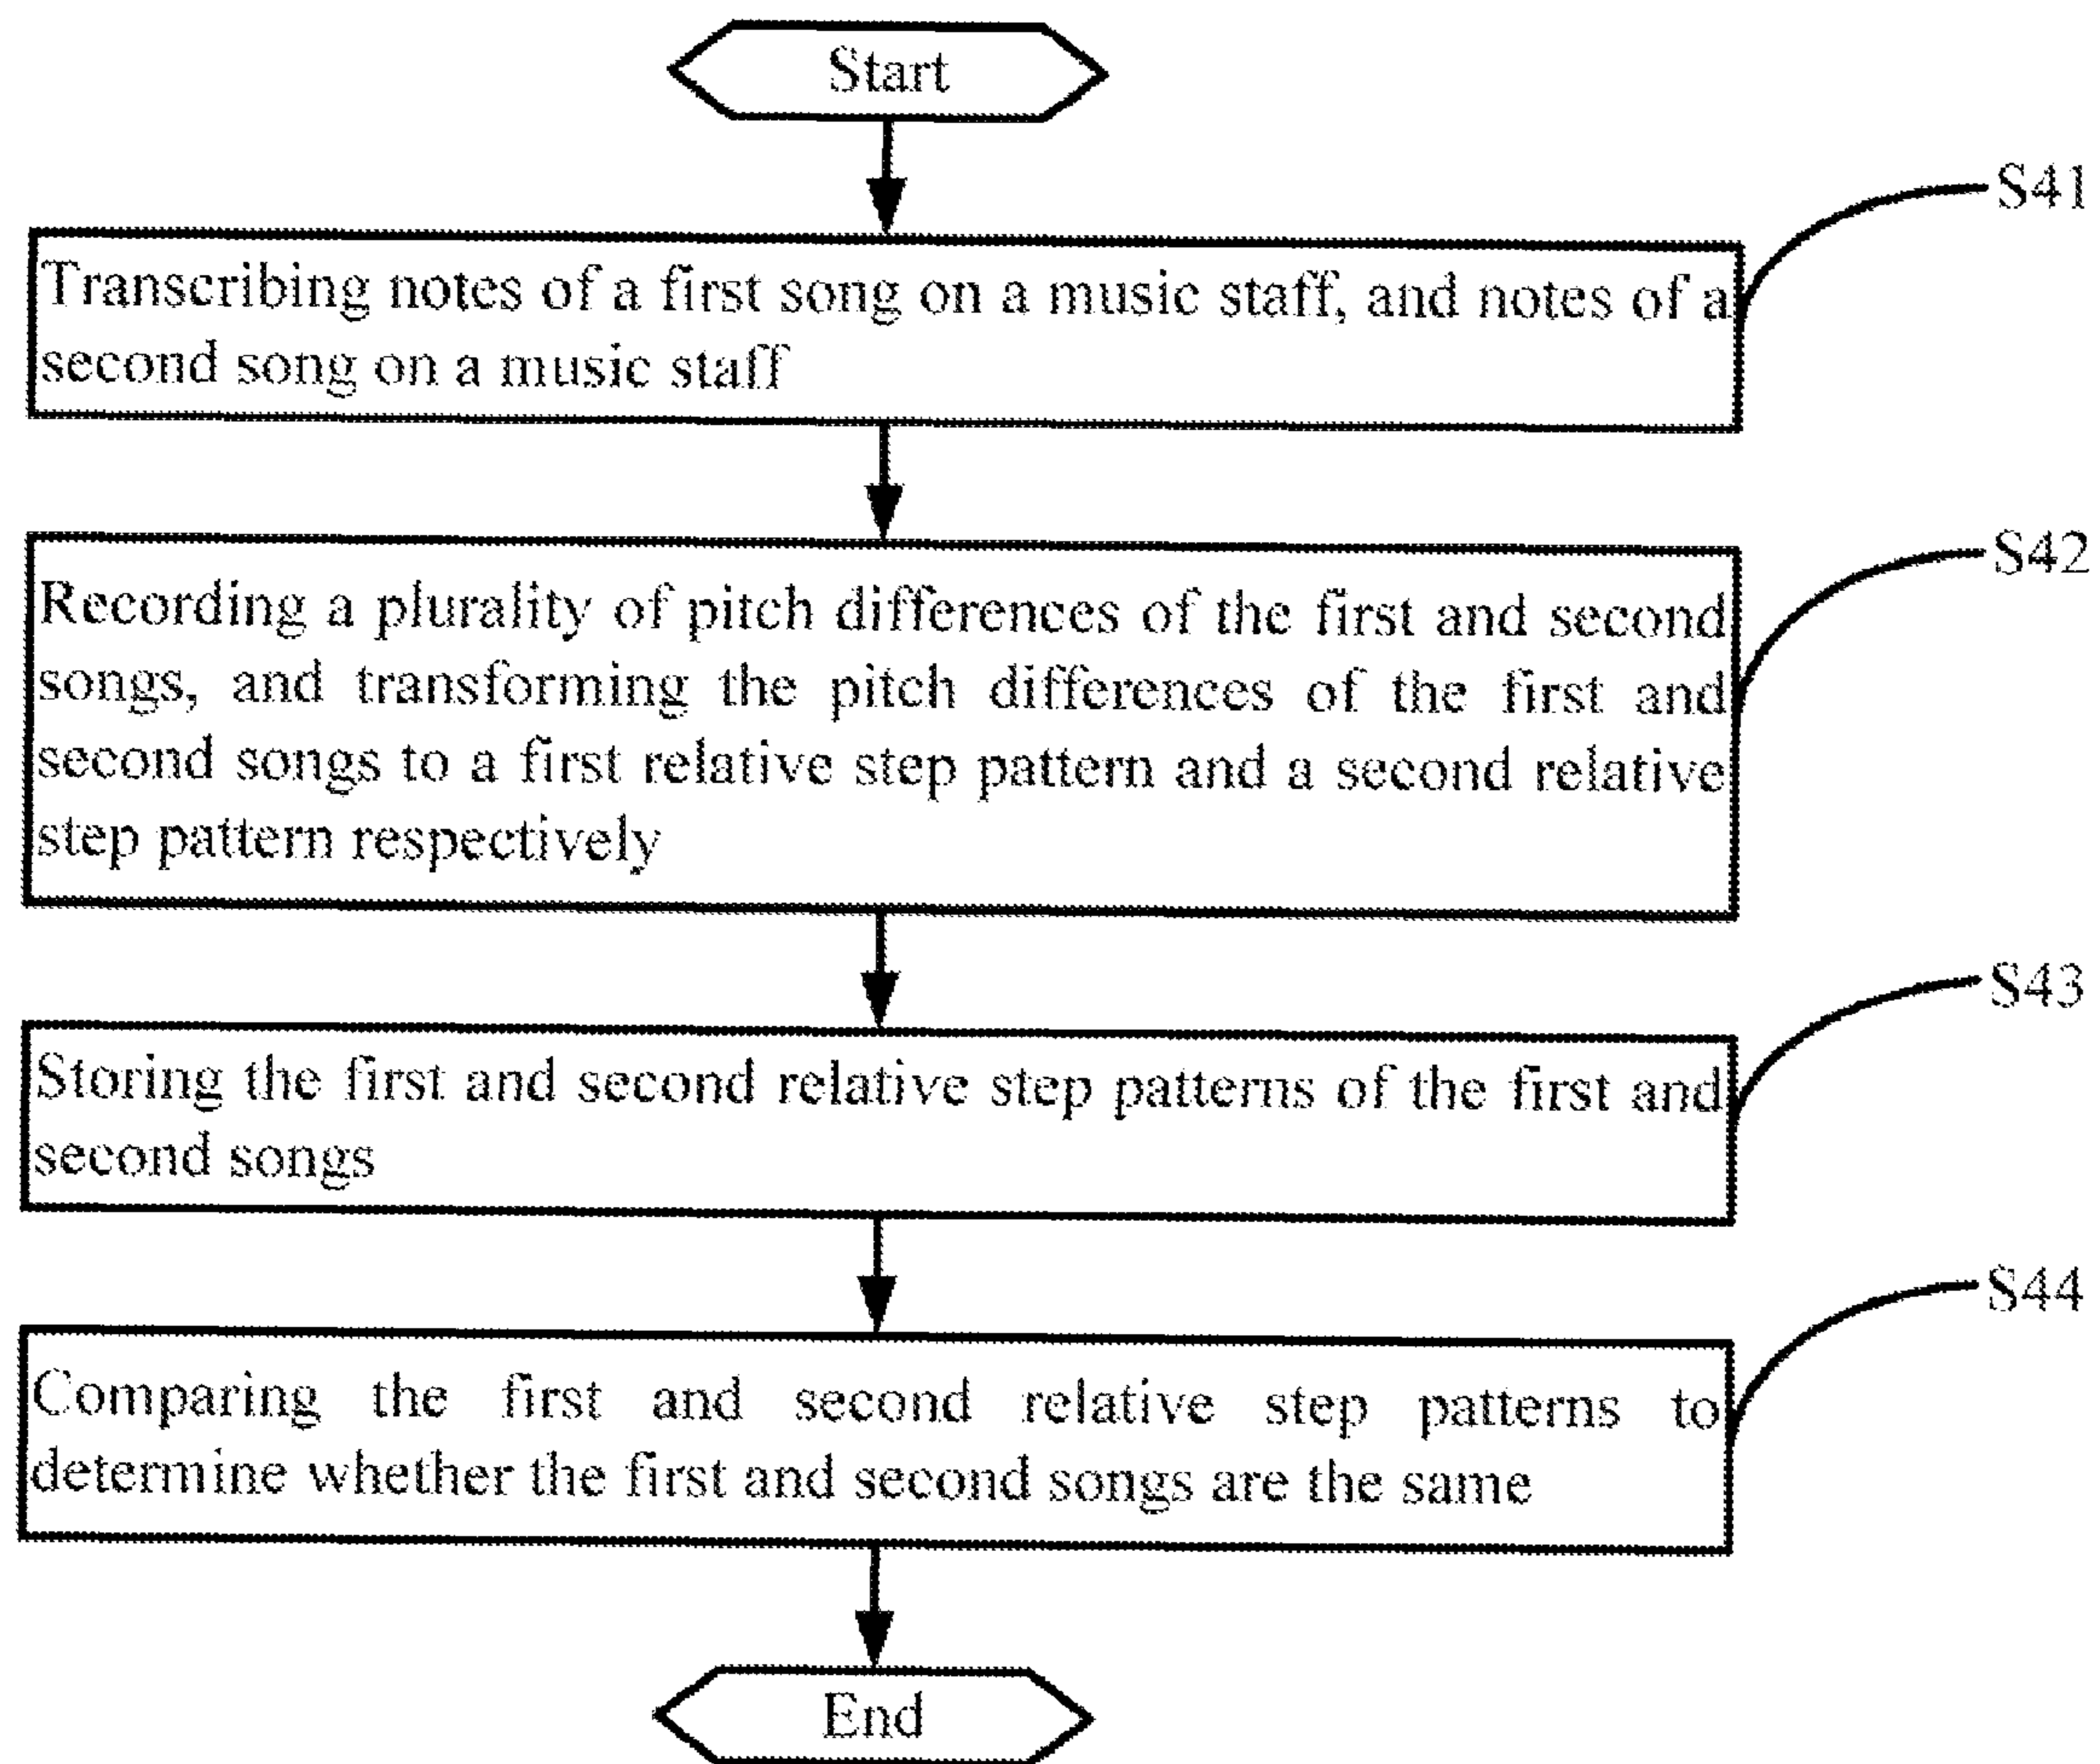 Start
S41
Transcribing notes of a first song on a music staff, and notes of a
second song on a music staff
S42
Recording a plurality of pitch differences of the first and second
songs, and transforming the pitch differences of the first and
second songs to a first relative step pattern and a second relative
step pattern respectively
S43
Storing the first and second relative step patterns of the first and
second songs
S44
Comparing the first and second relative step patterns to
determine whether the first and second songs are the same
End